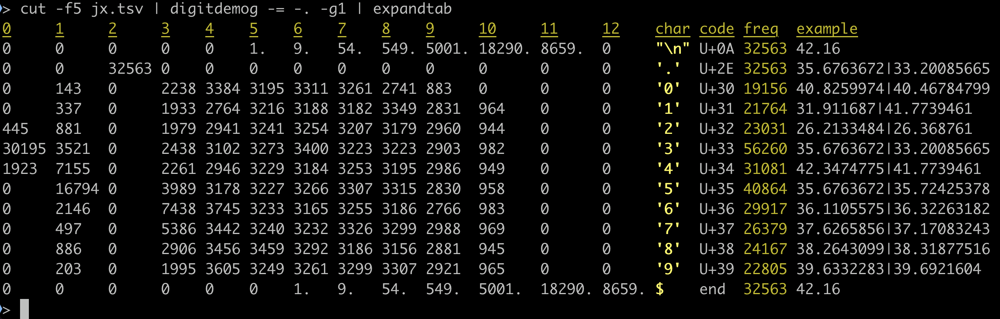 > cut -f5 jx.tsv | digitdemog -= -. -g1 | expandtab
0 1 2 3 4 5 6 7 8 9 10 11 12 char code freq example
0 0 0 0 0 1. 9. 54. 549. 5001. 18290. 8659. 0 "\n" U+0A 32563 42.16
0 0 32563 0 0 0 0 0 0 0 0 0 0 '.' U+2E 32563 35.6763672|33.20085665
0 143 0 2238 3384 3195 3311 3261 2741 883 0 0 0 '0' U+30 19156 40.8259974|40.46784799
0 337 0 1933 2764 3216 3188 3182 3349 2831 964 0 0 '1' U+31 21764 31.911687|41.7739461
445 881 0 1979 2941 3241 3254 3207 3179 2960 944 0 0 '2' U+32 23031 26.2133484|26.368761
30195 3521 0 2438 3102 3273 3400 3223 3223 2903 982 0 0 '3' U+33 56260 35.6763672|33.20085665
1923 7155 0 2261 2946 3229 3184 3253 3195 2986 949 0 0 '4' U+34 31081 42.3474775|41.7739461
0 16794 0 3989 3178 3227 3266 3307 3315 2830 958 0 0 '5' U+35 40864 35.6763672|35.72425378
0 2146 0 7438 3745 3233 3165 3255 3186 2766 983 0 0 '6' U+36 29917 36.1105575|36.32263182
0 497 0 5386 3442 3240 3232 3326 3299 2988 969 0 0 '7' U+37 26379 37.6265856|37.17083243
0 886 0 2906 3456 3459 3292 3186 3156 2881 945 0 0 '8' U+38 24167 38.2643099|38.31877516
0 203 0 1995 3605 3249 3261 3299 3307 2921 965 0 0 '9' U+39 22805 39.6332283|39.6921604
0 0 0 0 0 0 1. 9. 54. 549. 5001. 18290. 8659. $ end 32563 42.16
>